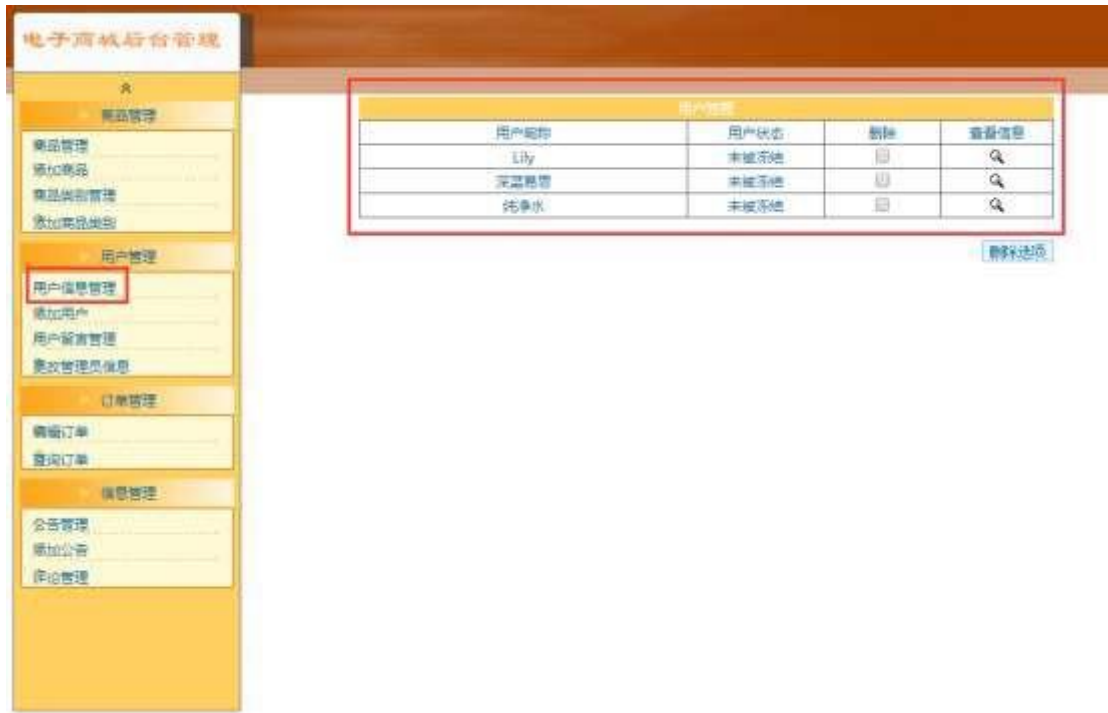 电子商城后台管理
商品管理
商品管理
添加商品
商品类别管理
添加商品类别
用户管理
用户信息管理
添加用户
用户留言管理
更改管理员信息
订单管理
编辑订单
查询订单
信息管理
公告管理
添加公告
评论管理
用户管理
用户昵称 用户状态 删除 查看信息
Lily 未被冻结
深蓝易雪 未被冻结
纯净水 未被冻结
删除选项